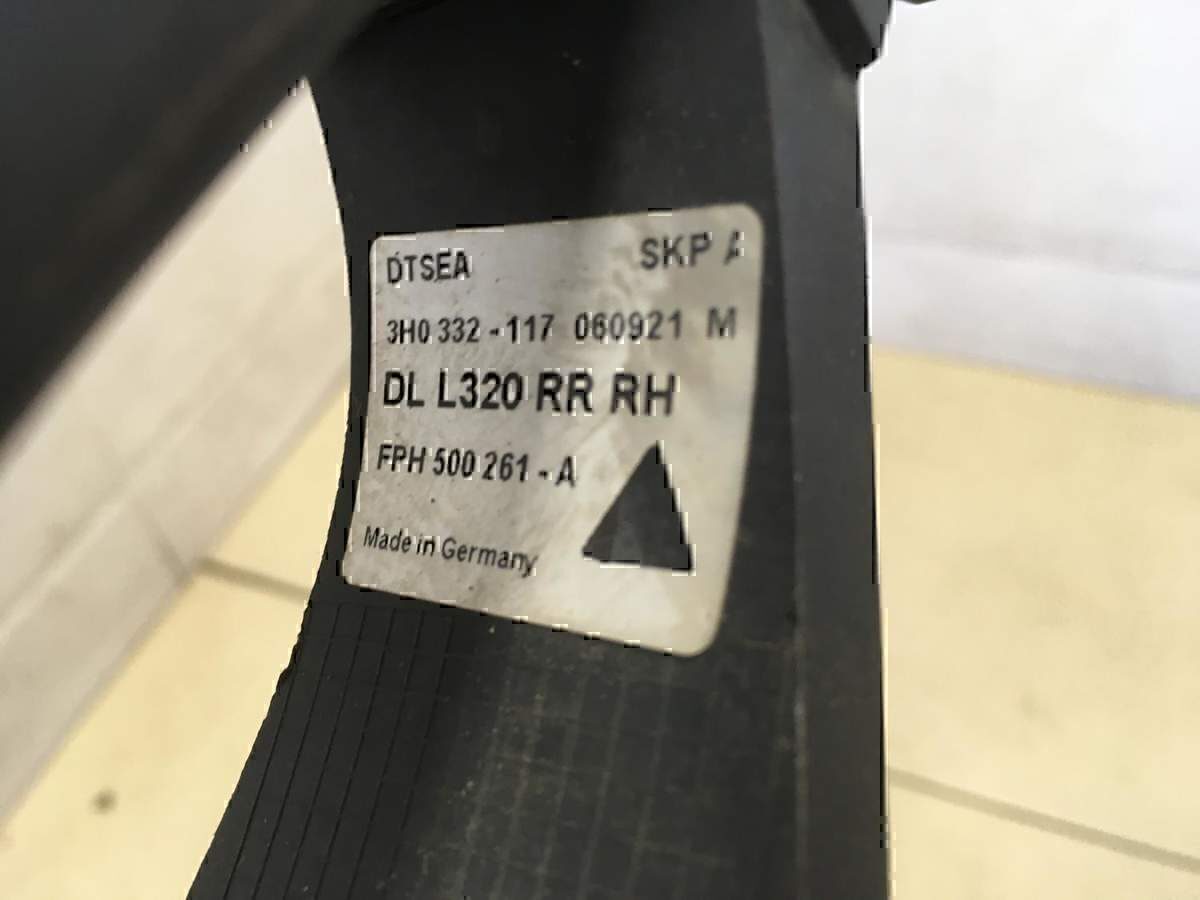 DTSEA SKP A
3H0 332 - 117 060921 M
DL L320 RR RH
FPH 500 261 - A
Made in Germany